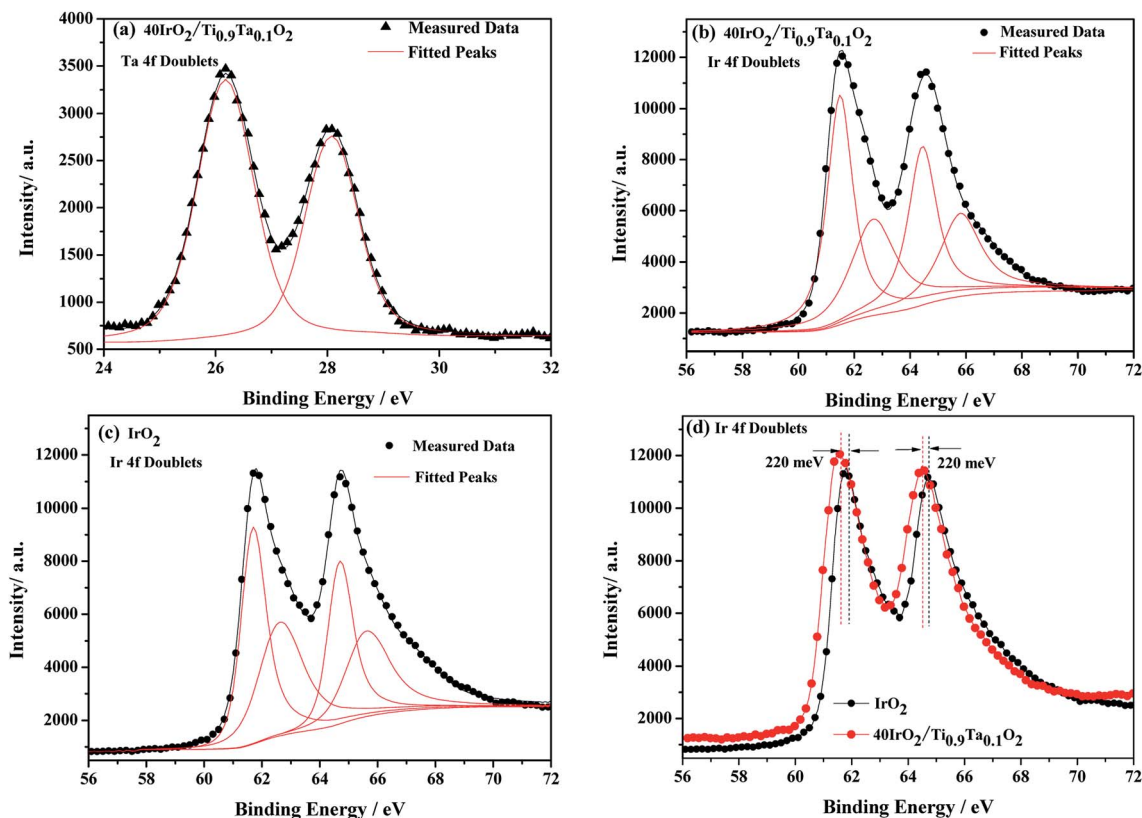 (a) 40IrO₂/Ti₀.₉Ta₀.₁O₂
Ta 4f Doublets
Measured Data
Fitted Peaks
4000
3500
3000
2500
2000
1500
1000
500
Intensity/ a.u.
24 26 28 30 32
Binding Energy / eV
(b) 40IrO₂/Ti₀.₉Ta₀.₁O₂
Ir 4f Doublets
Measured Data
Fitted Peaks
12000
10000
8000
6000
4000
2000
Intensity/ a.u.
56 58 60 62 64 66 68 70 72
Binding Energy / eV
(c) IrO₂
Ir 4f Doublets
Measured Data
Fitted Peaks
12000
10000
8000
6000
4000
2000
Intensity/ a.u.
56 58 60 62 64 66 68 70 72
Binding Energy / eV
(d) Ir 4f Doublets
220 meV
220 meV
IrO₂
40IrO₂/Ti₀.₉Ta₀.₁O₂
12000
10000
8000
6000
4000
2000
Intensity/ a.u.
56 58 60 62 64 66 68 70 72
Binding Energy / eV